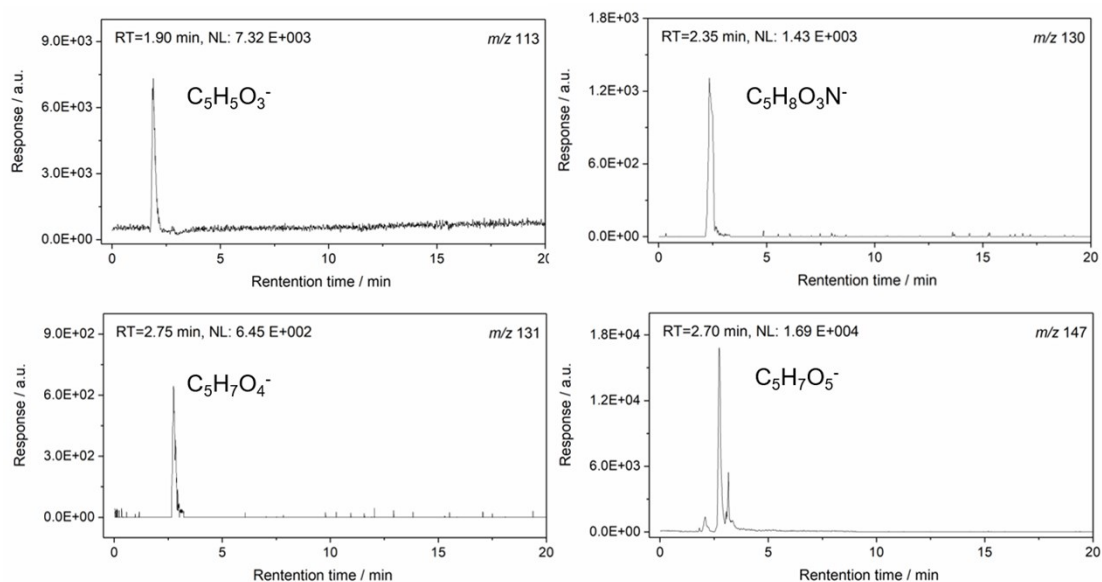 9.0E+03
6.0E+03
3.0E+03
0.0E+00
Response / a.u.
RT=1.90 min, NL: 7.32 E+003
m/z 113
C₅H₅O₃⁻
0 5 10 15 20
Rentention time / min
1.8E+03
1.2E+03
6.0E+02
0.0E+00
Response / a.u.
RT=2.35 min, NL: 1.43 E+003
m/z 130
C₅H₈O₃N⁻
0 5 10 15 20
Rentention time / min
9.0E+02
6.0E+02
3.0E+02
0.0E+00
Response / a.u.
RT=2.75 min, NL: 6.45 E+002
m/z 131
C₅H₇O₄⁻
0 5 10 15 20
Rentention time / min
1.8E+04
1.2E+04
6.0E+03
0.0E+00
Response / a.u.
RT=2.70 min, NL: 1.69 E+004
m/z 147
C₅H₇O₅⁻
0 5 10 15 20
Rentention time / min